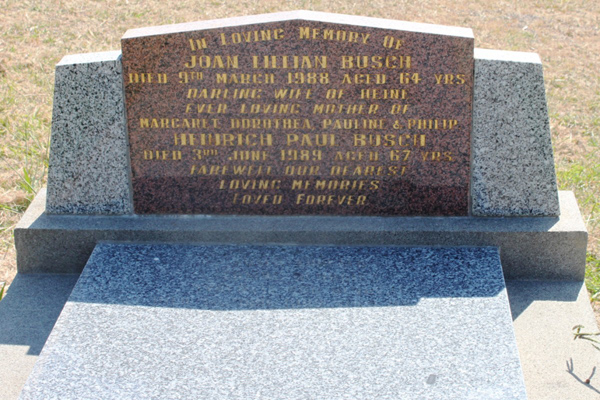 In Loving Memory Of
JOAN LILLIAN BUSCH
DIED 9TH MARCH 1988 AGED 64 YRS
DARLING WIFE OF HEINE
EVER LOVING MOTHER OF
MARGARET, DOROTHEA, PAULINE & PHILIP
HEINRICH PAUL BUSCH
DIED 3RD JUNE 1989 AGED 67 YRS
FAREWELL OUR DEAREST
LOVING MEMORIES
LOVED FOREVER